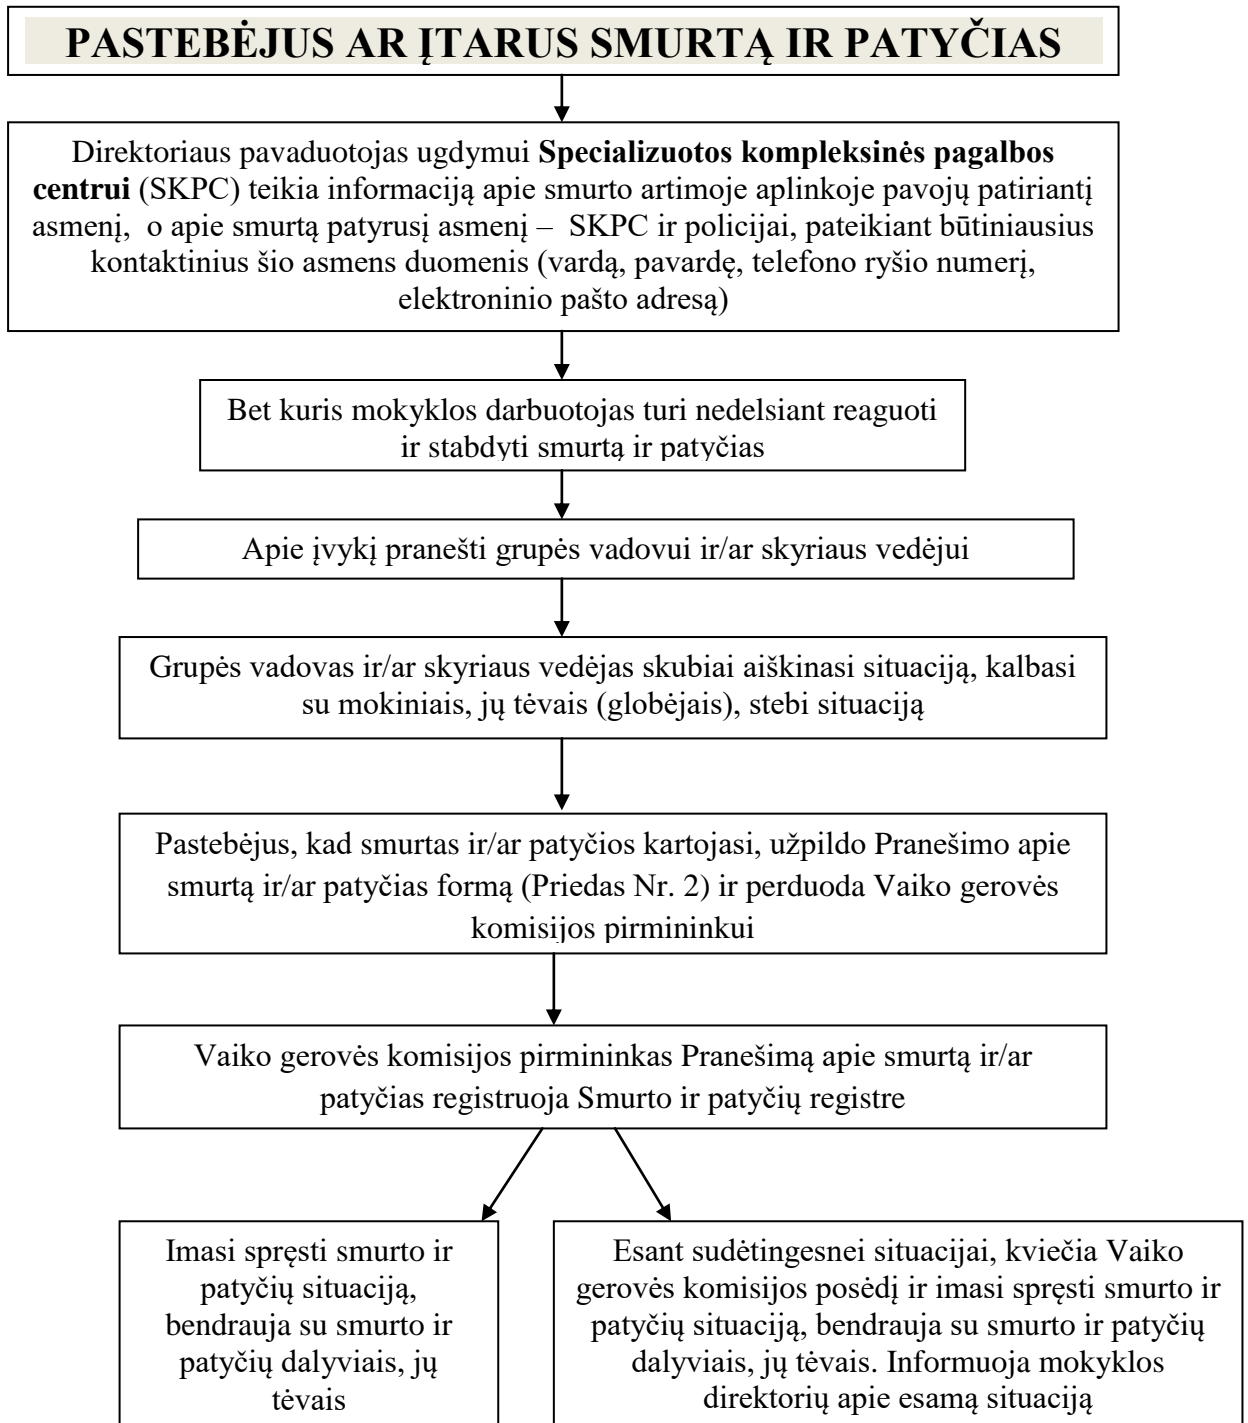 PASTEBĖJUS AR ĮTARUS SMURTĄ IR PATYČIAS
Direktoriaus pavaduotojas ugdymui Specializuotos kompleksinės pagalbos
centrui (SKPC) teikia informaciją apie smurto artimoje aplinkoje pavojų patiriantį
asmenį, o apie smurtą patyrusį asmenį – SKPC ir policijai, pateikiant būtiniausius
kontaktinius šio asmens duomenis (vardą, pavardę, telefono ryšio numerį,
elektroninio pašto adresą)
Bet kuris mokyklos darbuotojas turi nedelsiant reaguoti
ir stabdyti smurtą ir patyčias
Apie įvykį pranešti grupės vadovui ir/ar skyriaus vedėjui
Grupės vadovas ir/ar skyriaus vedėjas skubiai aiškinasi situaciją, kalbasi
su mokiniais, jų tėvais (globėjais), stebi situaciją
Pastebėjus, kad smurtas ir/ar patyčios kartojasi, užpildo Pranešimo apie
smurtą ir/ar patyčias formą (Priedas Nr. 2) ir perduoda Vaiko gerovės
komisijos pirmininkui
Vaiko gerovės komisijos pirmininkas Pranešimą apie smurtą ir/ar
patyčias registruoja Smurto ir patyčių registre
Imasi spręsti smurto ir
patyčių situaciją,
bendrauja su smurto ir
patyčių dalyviais, jų
tėvais
Esant sudėtingesnei situacijai, kviečia Vaiko
gerovės komisijos posėdį ir imasi spręsti smurto ir
patyčių situaciją, bendrauja su smurto ir patyčių
dalyviais, jų tėvais. Informuoja mokyklos
direktorių apie esamą situaciją